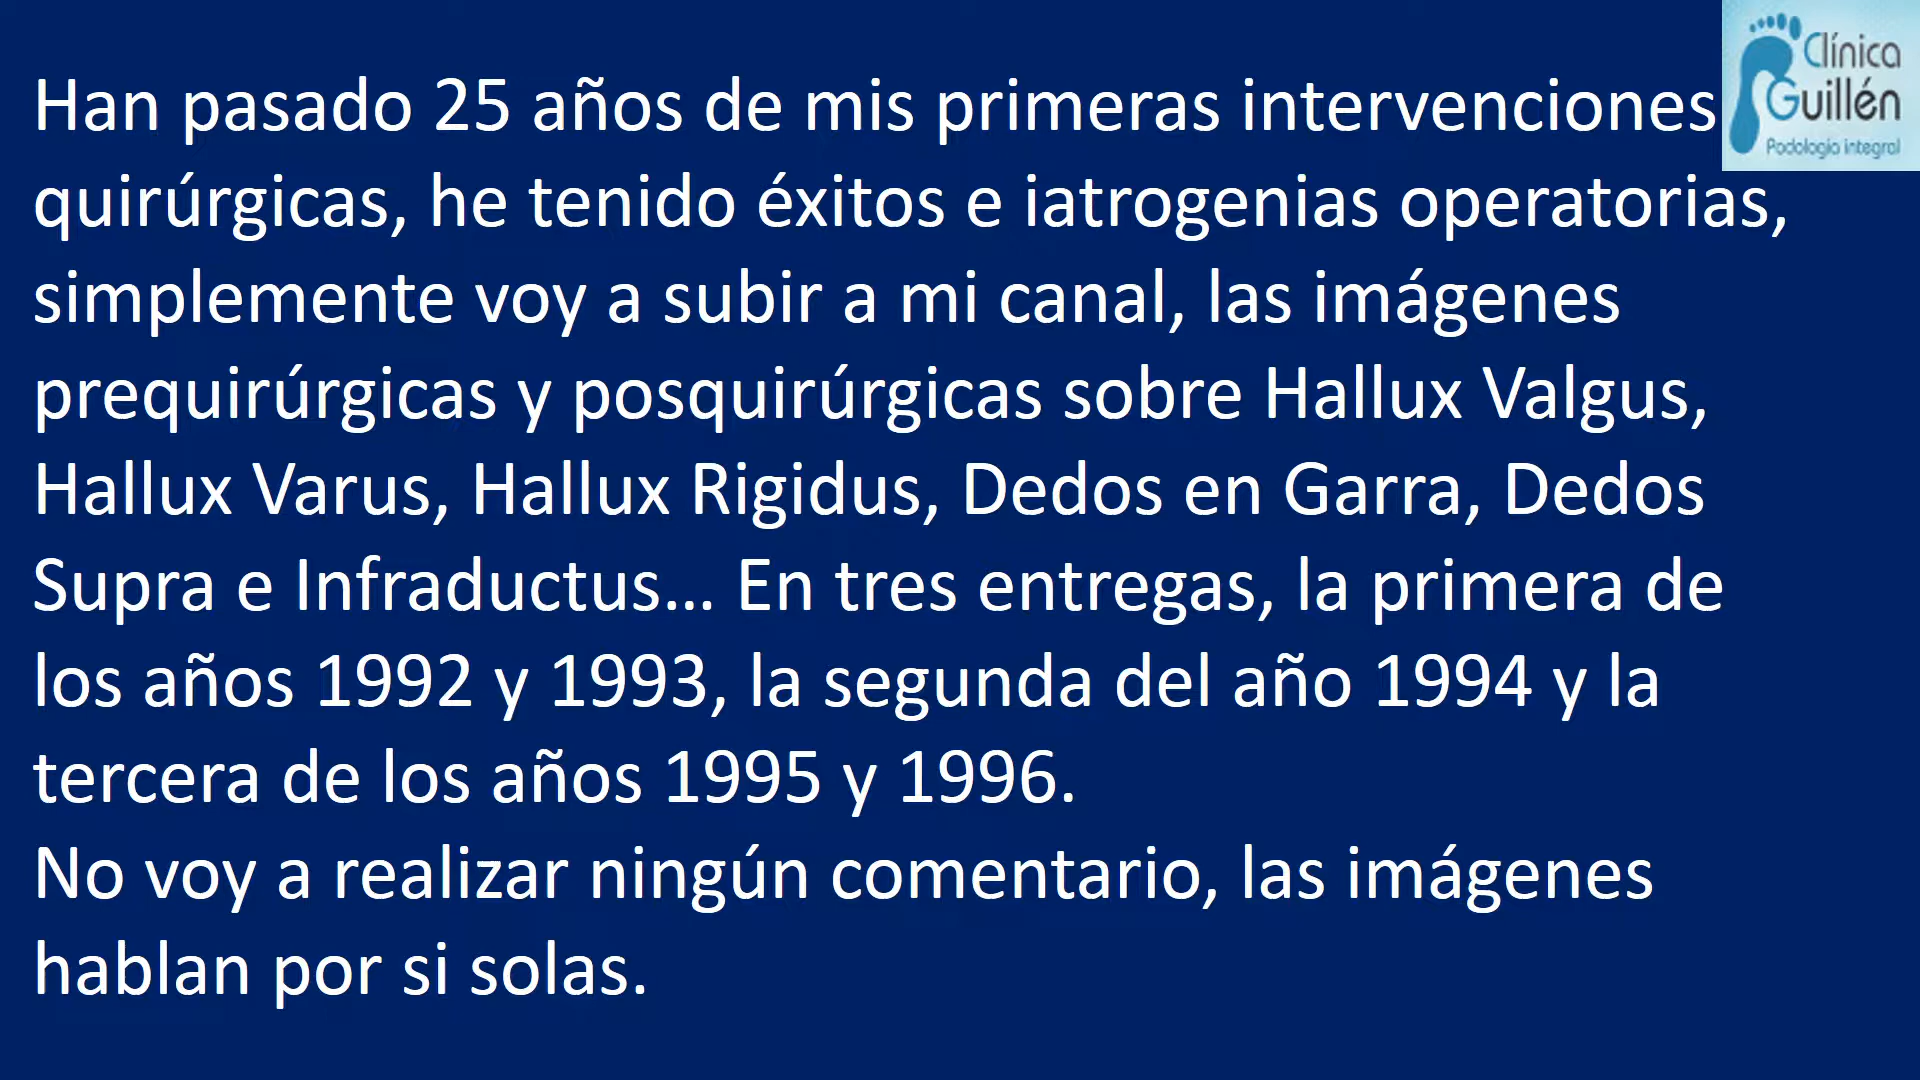 Han pasado 25 años de mis primeras intervenciones
quirúrgicas, he tenido éxitos e iatrogenias operatorias,
simplemente voy a subir a mi canal, las imágenes
prequirúrgicas y posquirúrgicas sobre Hallux Valgus,
Hallux Varus, Hallux Rigidus, Dedos en Garra, Dedos
Supra e Infraductus... En tres entregas, la primera de
los años 1992 y 1993, la segunda del año 1994 y la
tercera de los años 1995 y 1996.
No voy a realizar ningún comentario, las imágenes
hablan por si solas.
Clínica
Guillén
Podología integral